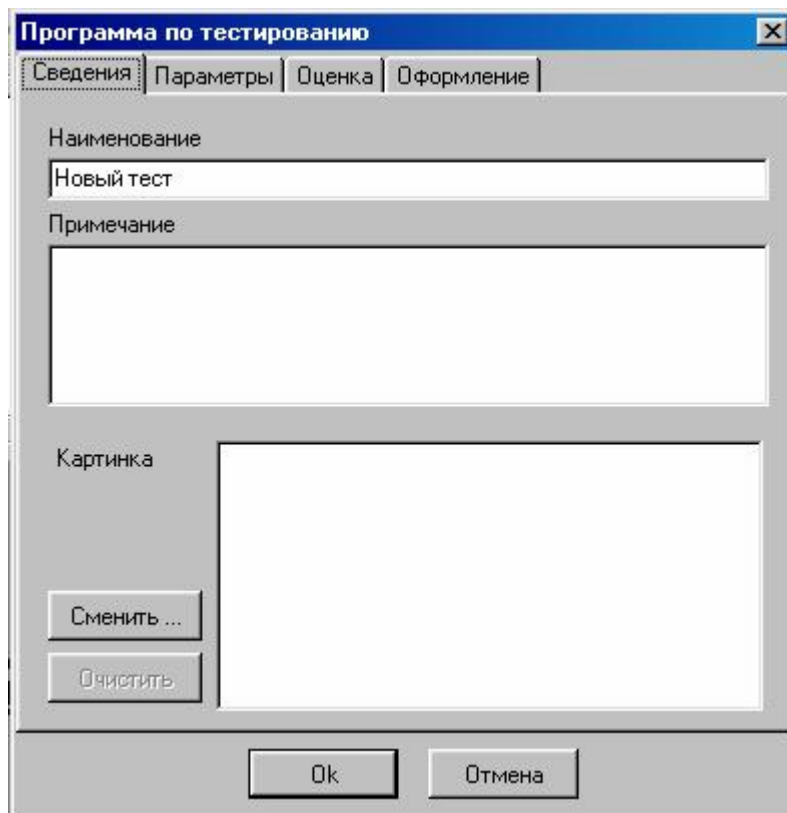 Программа по тестированию
Сведения Параметры Оценка Оформление
Наименование
Новый тест
Примечание
Картинка
Сменить ...
Очистить
Ok Отмена